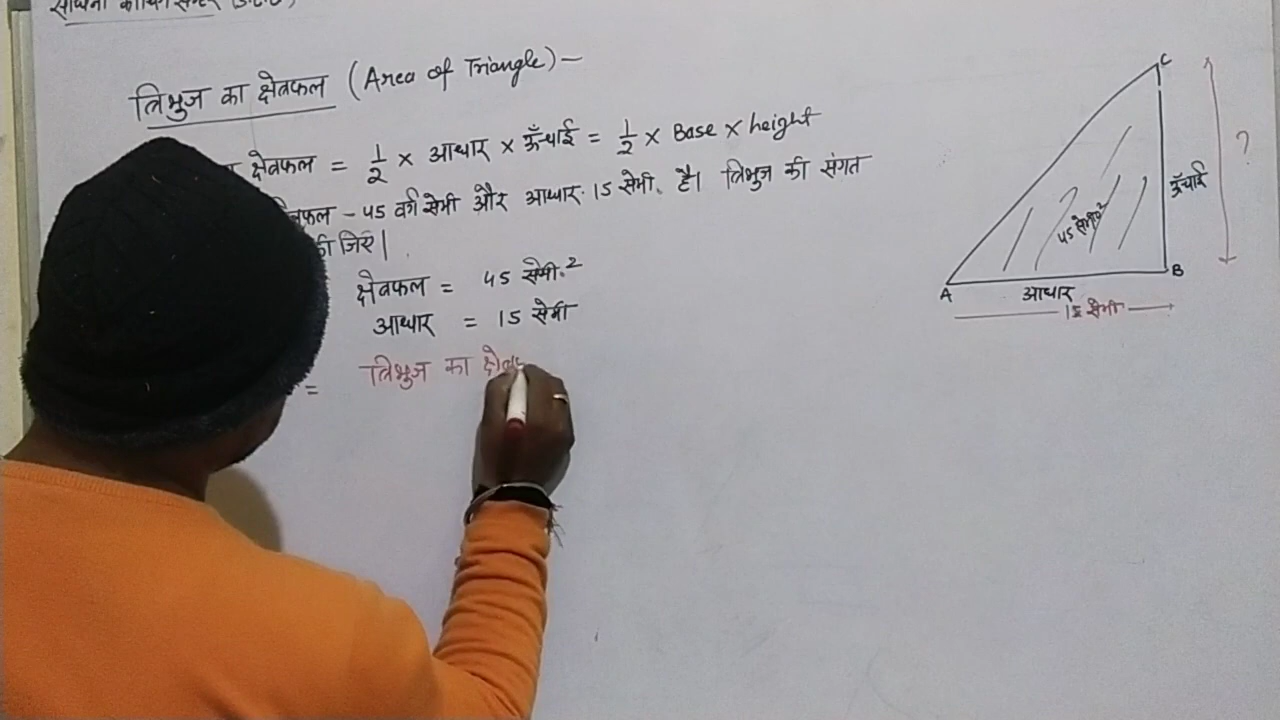 त्रिभुज का क्षेत्रफल (Area of Triangle) –
क्षेत्रफल = 1/2 × आधार × ऊँचाई = 1/2 × Base × height
– 45 वर्ग सेमी और आधार 15 सेमी. है। त्रिभुज की संगत
क्षेत्रफल = 45 सेमी.²
आधार = 15 सेमी
= त्रिभुज का
C
?
ऊँचाई
45 सेमी²
A
B
आधार
15 सेमी